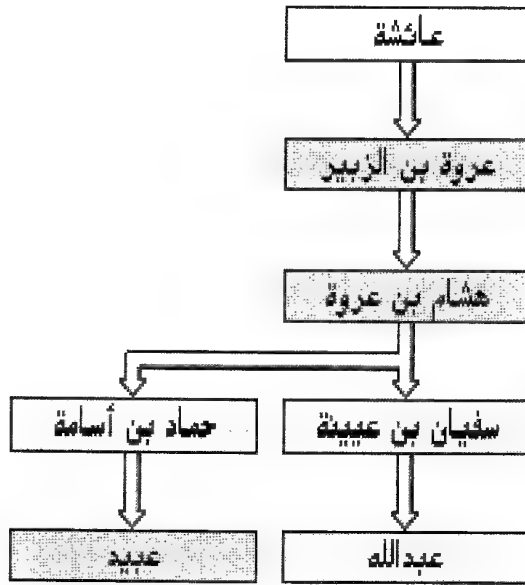 عائشة
عروة بن الزبير
هشام بن عروة
سفيان بن عيينة
حماد بن أسامة
عبدالله
عبيد